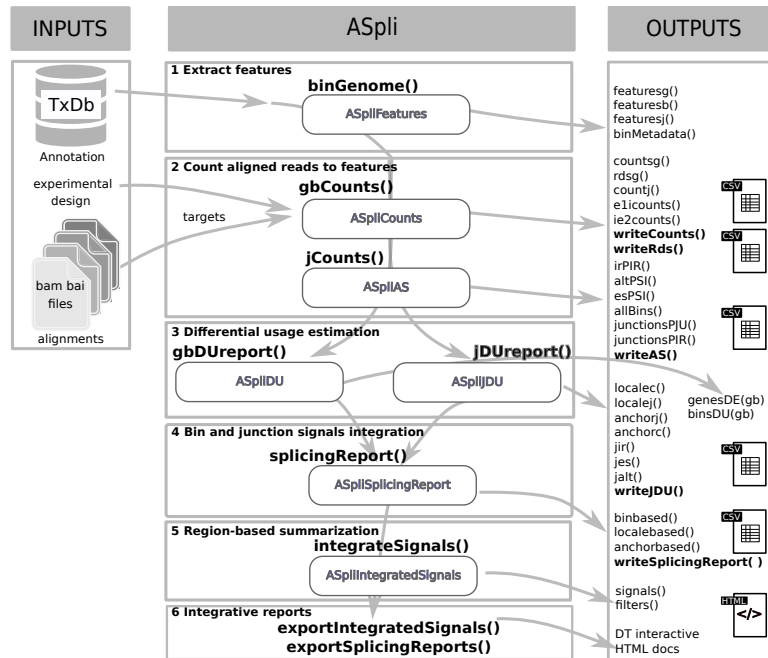 INPUTS
ASpli
OUTPUTS
TxDb
Annotation
experimental
design
targets
bam bai
files
alignments
1 Extract features
binGenome()
ASpliFeatures
2 Count aligned reads to features
gbCounts()
ASpliCounts
jCounts()
ASpliAS
3 Differential usage estimation
gbDUreport()
jDUreport()
ASpliDU
ASpliJDU
4 Bin and junction signals integration
splicingReport()
ASpliSplicingReport
5 Region-based summarization
integrateSignals()
ASpliIntegratedSignals
6 Integrative reports
exportIntegratedSignals()
exportSplicingReports()
featuresg()
featuresb()
featuresj()
binMetadata()
countsg()
rdsg()
countj()
e1icounts()
ie2counts()
writeCounts()
writeRds()
CSV
CSV
irPIR()
altPSI()
esPSI()
allBins()
junctionsPJU()
junctionsPIR()
writeAS()
CSV
localec()
localej()
anchorj()
anchorc()
jir()
jes()
jalt()
writeJDU()
genesDE(gb)
binsDU(gb)
CSV
binbased()
localebased()
anchorbased()
writeSplicingReport( )
CSV
signals()
filters()
HTML
</>
DT interactive
HTML docs